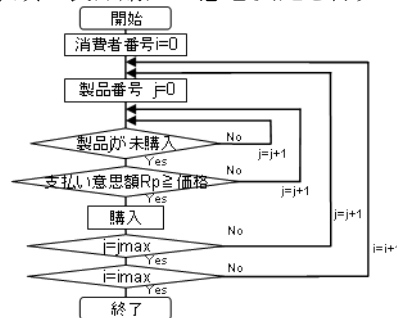 開始
消費者番号i=0
製品番号 j=0
製品jが未購入
No
j=j+1
Yes
支払い意思額Rp≧価格
No
j=j+1
Yes
購入
j=jmax
No
j=j+1
Yes
i=imax
No
i=i+
Yes
終了